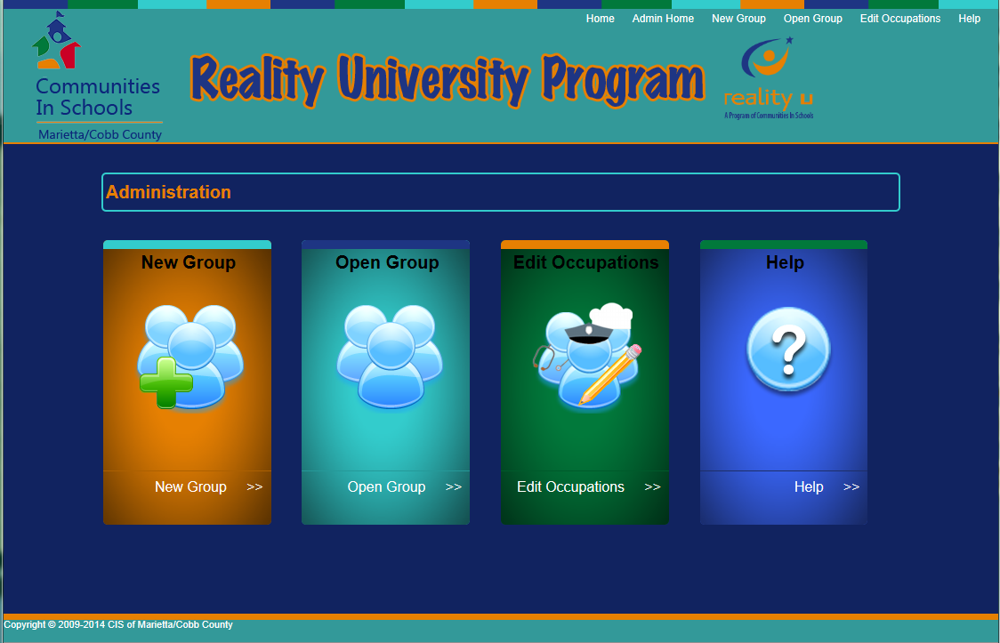 Home Admin Home New Group Open Group Edit Occupations Help
Communities
In Schools
Marietta/Cobb County
Reality University Program
reality u
A Program of Communities In Schools
Administration
New Group
Open Group
Edit Occupations
Help
?
New Group >>
Open Group >>
Edit Occupations >>
Help >>
Copyright © 2009-2014 CIS of Marietta/Cobb County